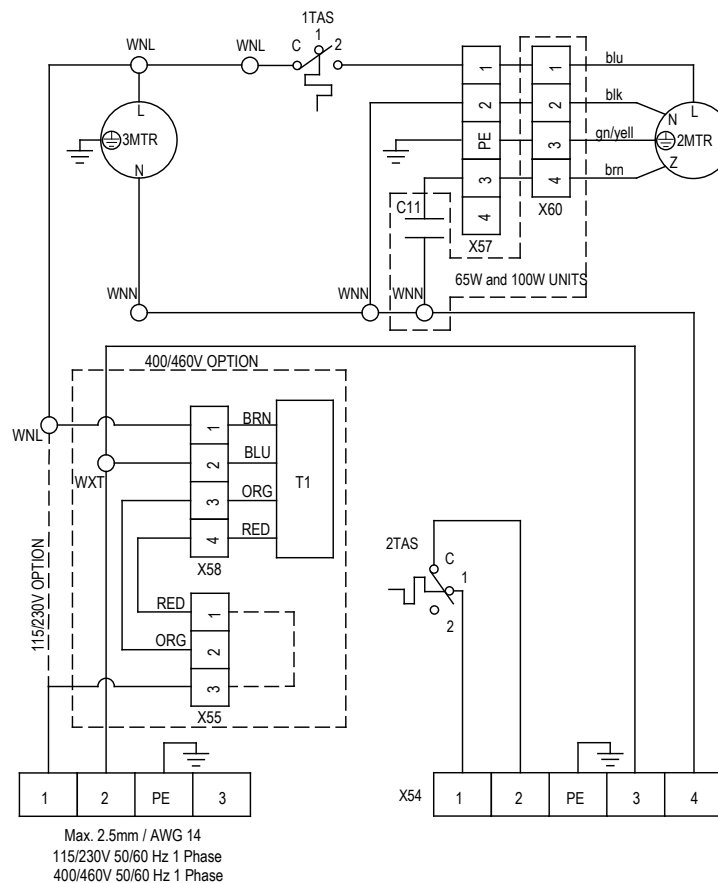 1TAS
WNL
WNL
C
1
2
1
1
blu
L
3MTR
N
2
2
blk
N
L
2MTR
Z
PE
3
gn/yell
3
4
brn
C11
4
X57
X60
WNN
WNN
WNN
65W and 100W UNITS
400/460V OPTION
WNL
1
BRN
WXT
2
BLU
T1
3
ORG
4
RED
X58
115/230V OPTION
RED
1
ORG
2
3
X55
2TAS
C
1
2
1
2
PE
3
X54
1
2
PE
3
4
Max. 2.5mm / AWG 14
115/230V 50/60 Hz 1 Phase
400/460V 50/60 Hz 1 Phase